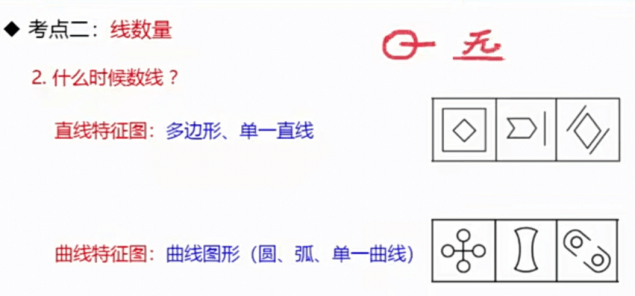 ◆ 考点二：线数量
无
2. 什么时候数线？
直线特征图：多边形、单一直线
曲线特征图：曲线图形（圆、弧、单一曲线）